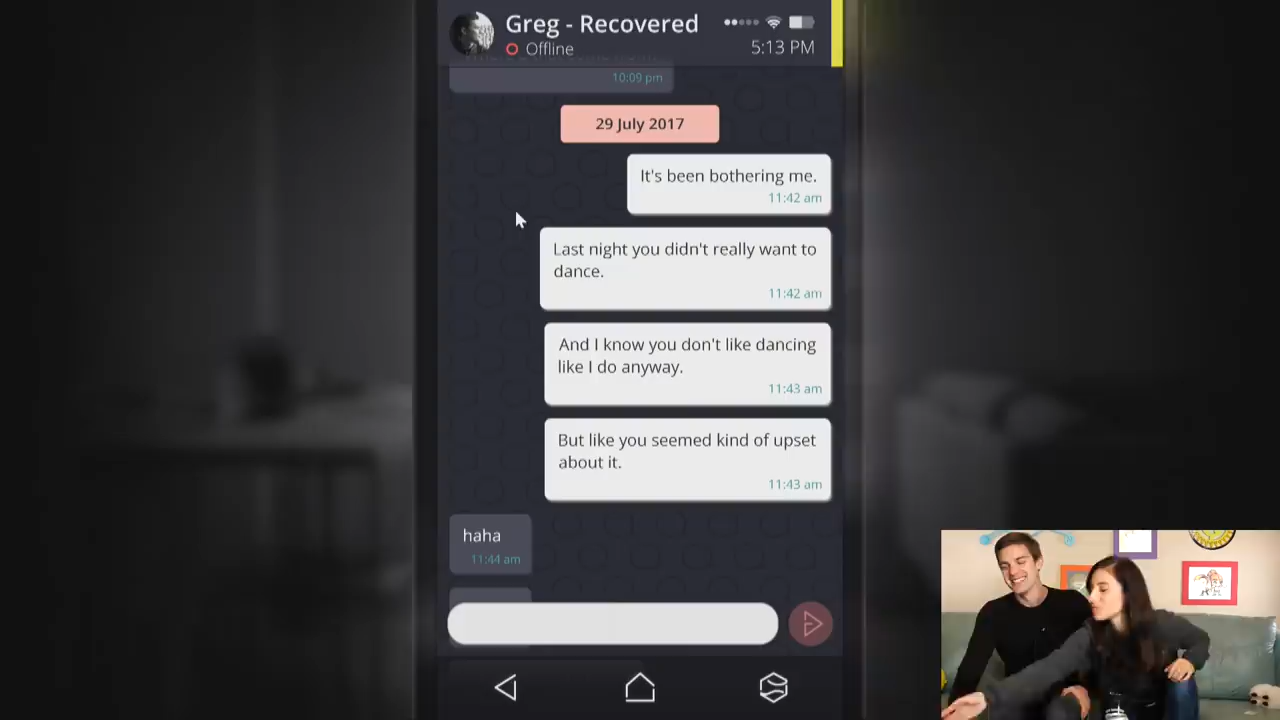 Greg - Recovered
Offline
5:13 PM
10:09 pm
29 July 2017
It's been bothering me.
11:42 am
Last night you didn't really want to
dance.
11:42 am
And I know you don't like dancing
like I do anyway.
11:43 am
But like you seemed kind of upset
about it.
11:43 am
haha
11:44 am